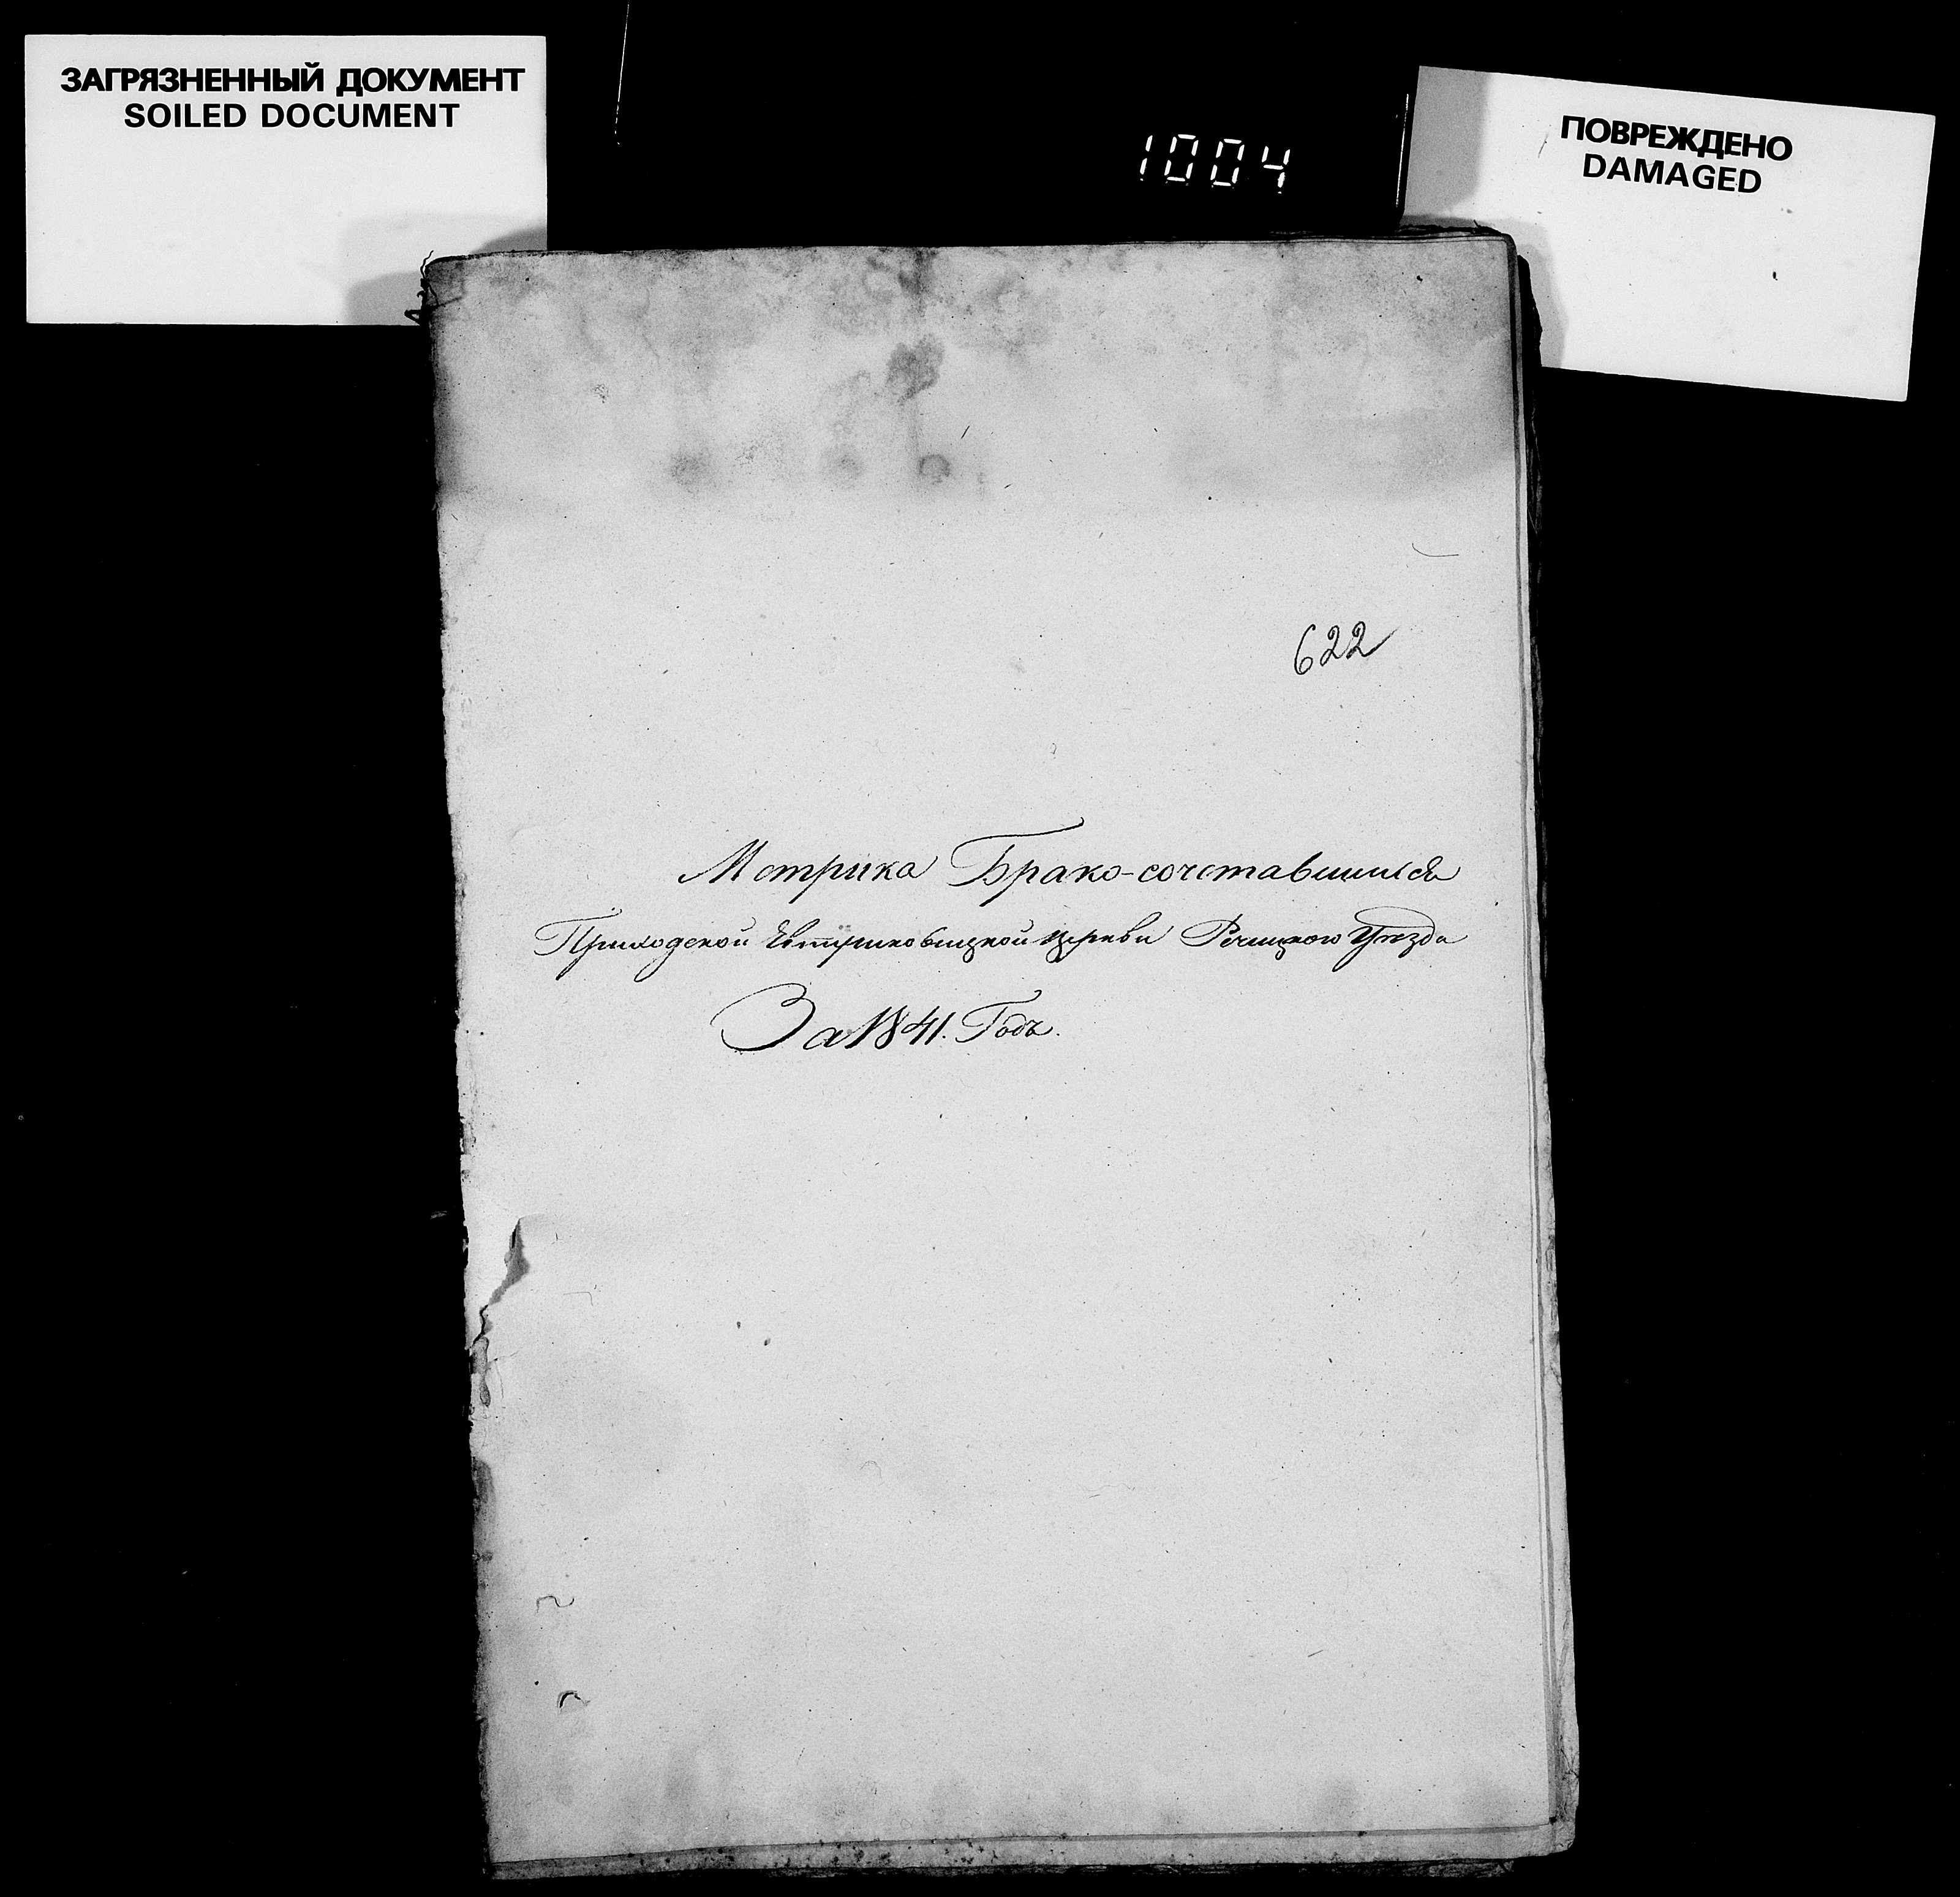 ЗАГРЯЗНЕННЫЙ ДОКУМЕНТ
SOILED DOCUMENT
1004
ПОВРЕЖДЕНО
DAMAGED
622
Метрика Брако-сочетавшихся
Приходской церкви Речицкого Уезда
За 1841. Годъ.